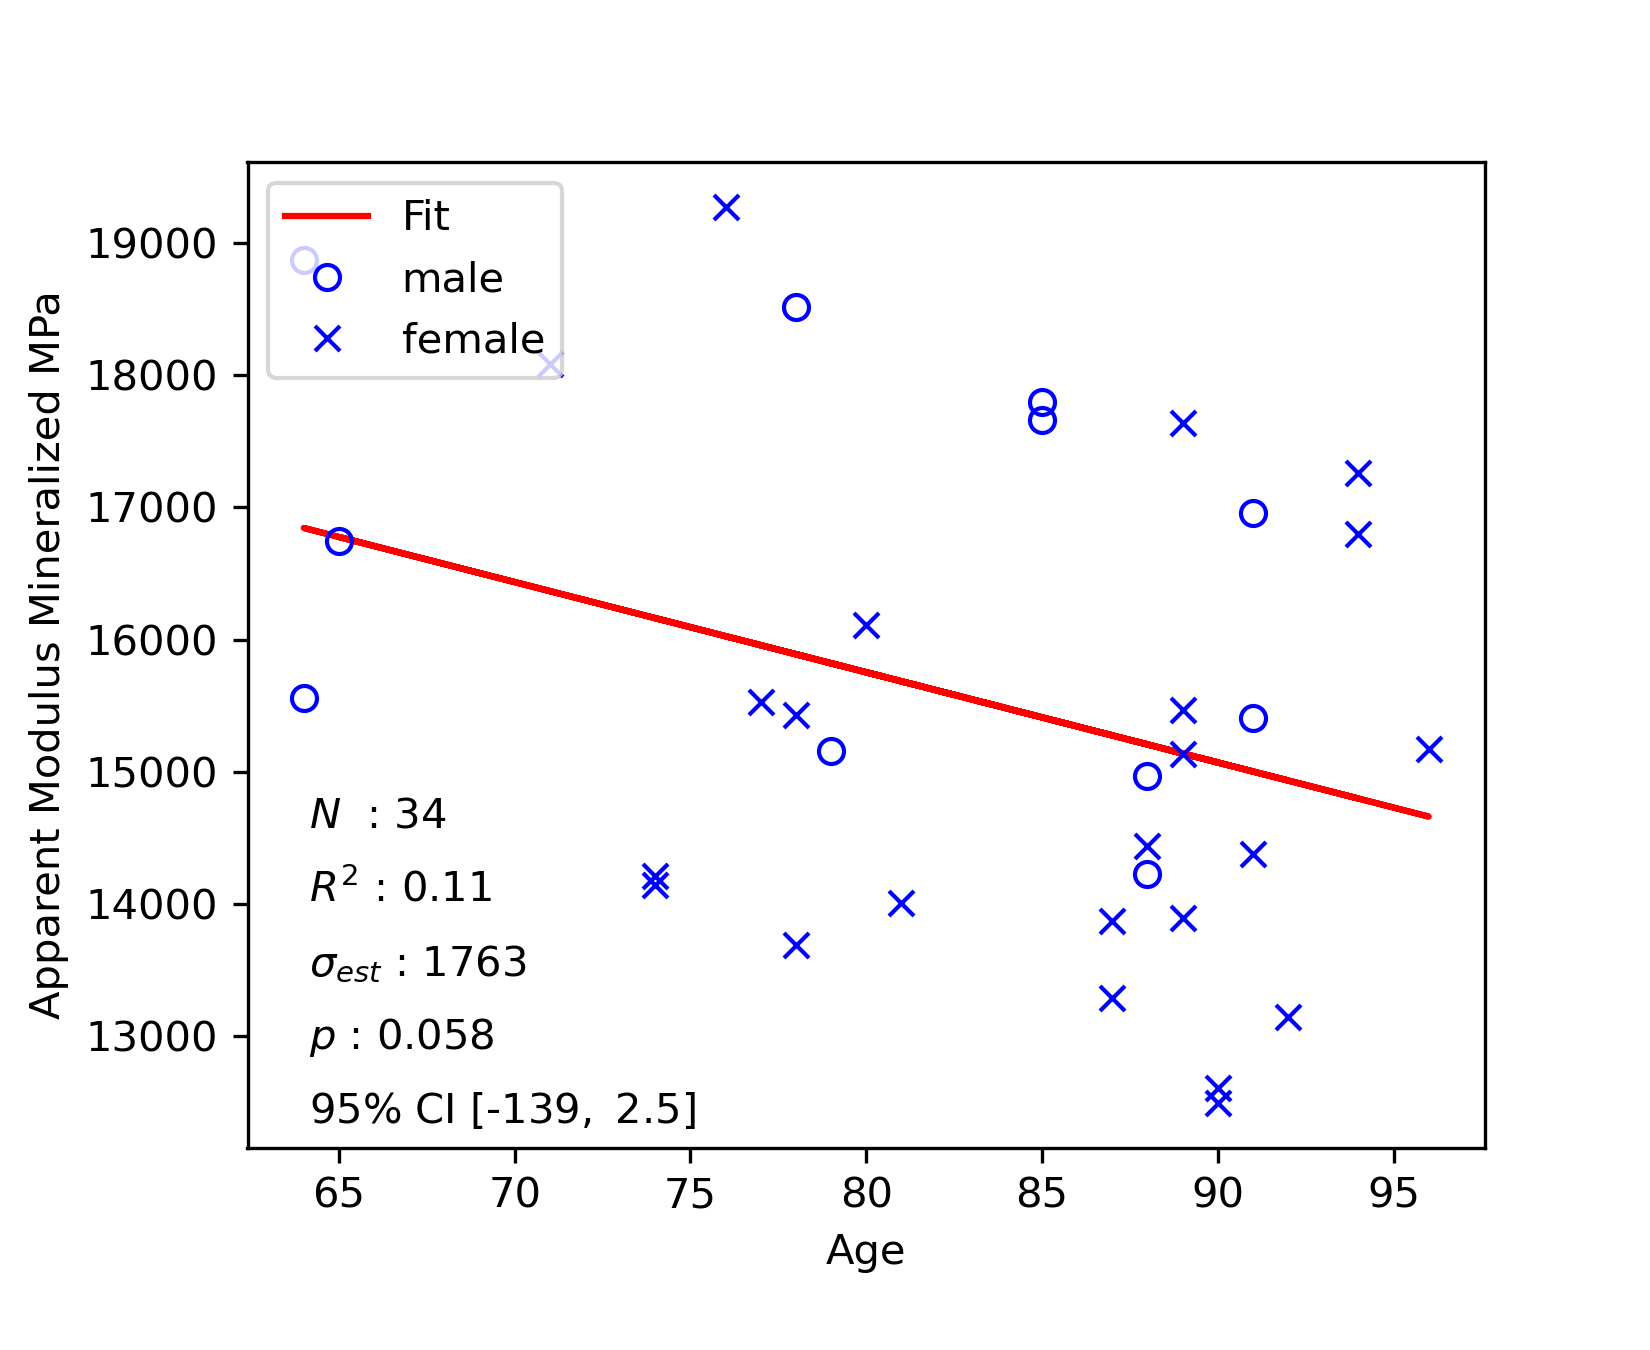 Fit
male
female
19000
18000
17000
16000
15000
14000
13000
Apparent Modulus Mineralized MPa
N : 34
R² : 0.11
σest : 1763
p : 0.058
95% CI [-139, 2.5]
65 70 75 80 85 90 95
Age